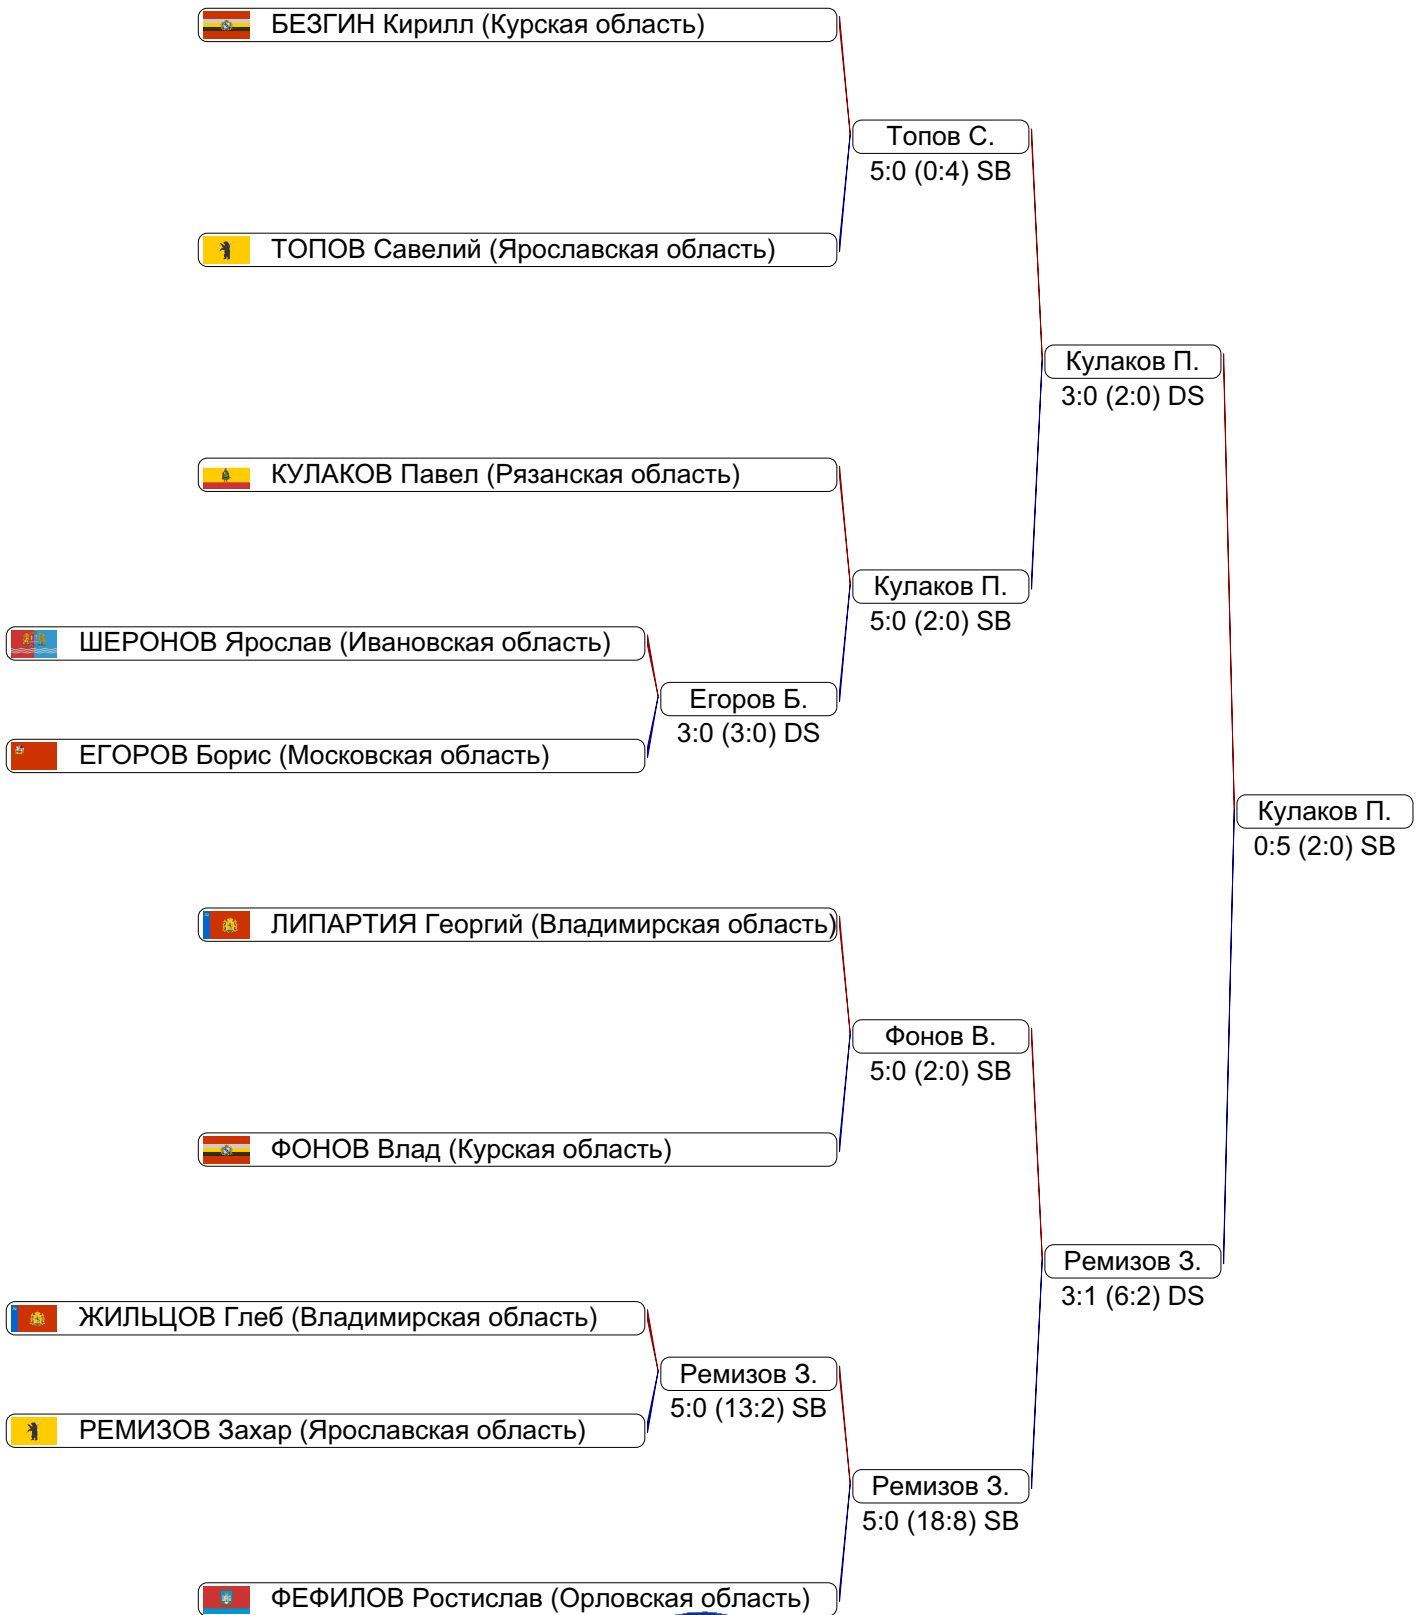 БЕЗГИН Кирилл (Курская область)
Топов С.
5:0 (0:4) SB
ТОПОВ Савелий (Ярославская область)
Кулаков П.
3:0 (2:0) DS
КУЛАКОВ Павел (Рязанская область)
Кулаков П.
5:0 (2:0) SB
ШЕРОНОВ Ярослав (Ивановская область)
Егоров Б.
3:0 (3:0) DS
ЕГОРОВ Борис (Московская область)
Кулаков П.
0:5 (2:0) SB
ЛИПАРТИЯ Георгий (Владимирская область)
Фонов В.
5:0 (2:0) SB
ФОНОВ Влад (Курская область)
Ремизов З.
3:1 (6:2) DS
ЖИЛЬЦОВ Глеб (Владимирская область)
Ремизов З.
5:0 (13:2) SB
РЕМИЗОВ Захар (Ярославская область)
Ремизов З.
5:0 (18:8) SB
ФЕФИЛОВ Ростислав (Орловская область)